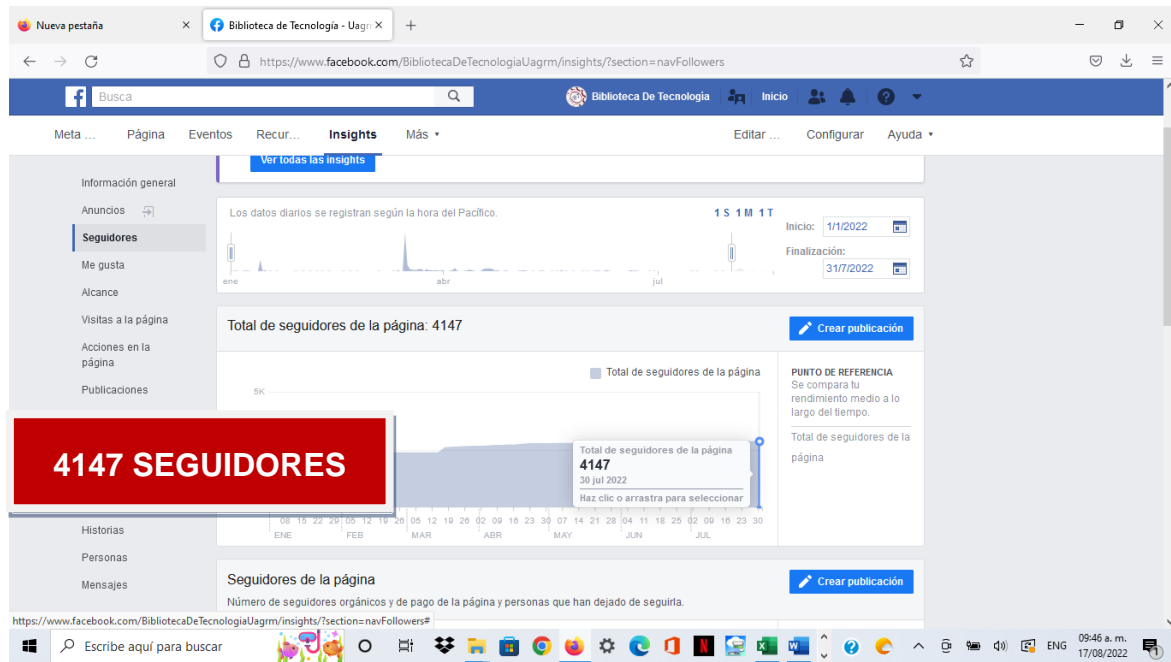 Nueva pestaña
Biblioteca de Tecnología - Uagr
https://www.facebook.com/BibliotecaDeTecnologiaUagrm/insights/?section=navFollowers
Busca
Biblioteca De Tecnología
Inicio
Meta ...
Página
Eventos
Recur...
Insights
Más
Editar ...
Configurar
Ayuda
Ver todas las insights
Información general
Anuncios
Seguidores
Me gusta
Alcance
Visitas a la página
Acciones en la
página
Publicaciones
Historias
Personas
Mensajes
Los datos diarios se registran según la hora del Pacífico.
1 S 1 M 1 T
Inicio: 1/1/2022
Finalización:
31/7/2022
ene abr jul
Total de seguidores de la página: 4147
Crear publicación
Total de seguidores de la página
5K
PUNTO DE REFERENCIA
Se compara tu
rendimiento medio a lo
largo del tiempo.
Total de seguidores de la
página
4147 SEGUIDORES
Total de seguidores de la página
4147
30 jul 2022
Haz clic o arrastra para seleccionar
08 15 22 29 05 12 19 26 05 12 19 26 02 09 16 23 30 07 14 21 28 04 11 18 25 02 09 16 23 30
ENE FEB MAR ABR MAY JUN JUL
Seguidores de la página
Crear publicación
Número de seguidores orgánicos y de pago de la página y personas que han dejado de seguirla.
https://www.facebook.com/BibliotecaDeTecnologiaUagrm/insights/?section=navFollowers#
Escribe aquí para buscar
ENG
09:46 a. m.
17/08/2022